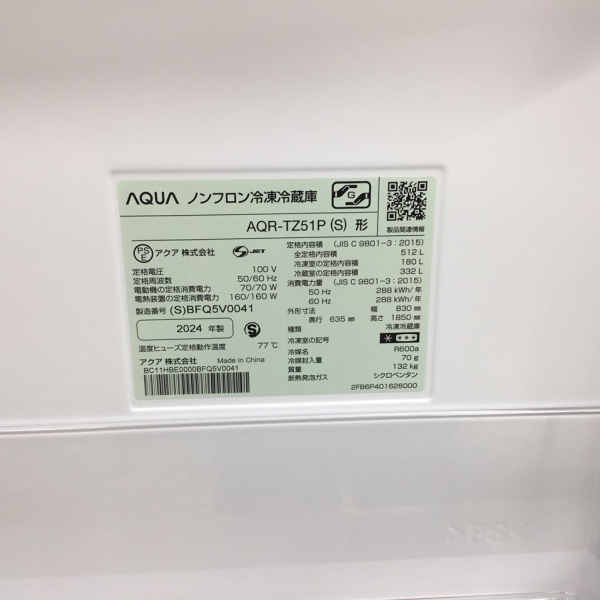 AQUA ノンフロン冷凍冷蔵庫
G
AQR-TZ51P (S) 形
製品関連情報
PS E アクア 株式会社 S-JET
定格電圧 100 V
定格周波数 50/60 Hz
電動機の定格消費電力 70/70 W
電熱装置の定格消費電力 160/160 W
製造番号 (S)BFQ5V0041
2024 年製 S
温度ヒューズ定格動作温度 77℃
アクア 株式会社 Made in China
BC11HBE0000BFQ5V0041
定格内容積 (JIS C 9801-3 : 2015)
全定格内容積 512 L
冷凍室の定格内容積 180 L
冷蔵室の定格内容積 332 L
消費電力量 (JIS C 9801-3 : 2015)
50 Hz 288 kWh/年
60 Hz 288 kWh/年
外形寸法 幅 830 mm
奥行 635 mm 高さ 1850 mm
種類 冷凍冷蔵庫
冷凍室の記号 * ***
冷媒名 R600a
冷媒封入量 70 g
質量 132 kg
断熱発泡ガス シクロペンタン
2FB6P401626000
>PS<